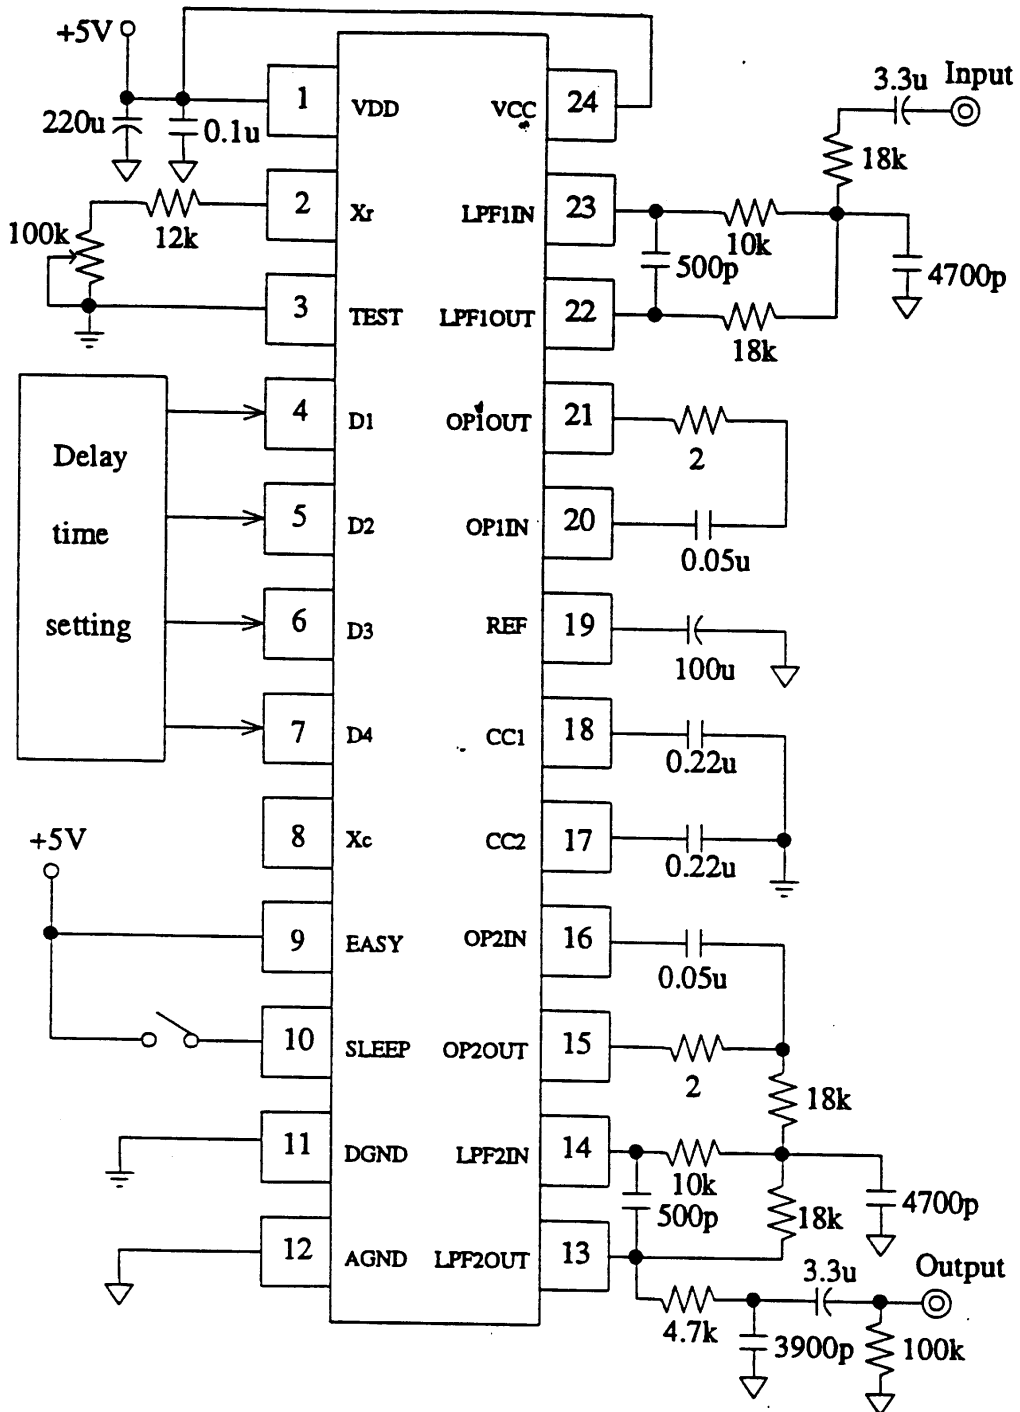 +5V
220u
0.1u
1
VDD
VCC
24
3.3u
Input
18k
2
Xr
12k
100k
LPF1IN
23
10k
500p
4700p
3
TEST
LPF1OUT
22
18k
4
D1
OP1OUT
21
2
Delay
time
setting
5
D2
OP1IN
20
0.05u
6
D3
REF
19
100u
7
D4
CC1
18
0.22u
8
Xc
CC2
17
0.22u
+5V
9
EASY
OP2IN
16
0.05u
10
SLEEP
OP2OUT
15
2
18k
11
DGND
LPF2IN
14
10k
500p
18k
4700p
12
AGND
LPF2OUT
13
4.7k
3900p
3.3u
Output
100k